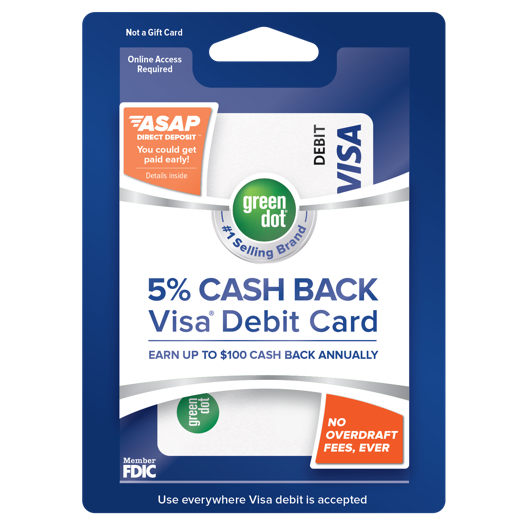 Not a Gift Card
Online Access
Required
ASAP
DIRECT DEPOSIT™
You could get
paid early!
Details inside
DEBIT
VISA
green
dot®
#1 Selling Brand
5% CASH BACK
Visa® Debit Card
EARN UP TO $100 CASH BACK ANNUALLY
green
dot
NO
OVERDRAFT
FEES, EVER
Member
FDIC
Use everywhere Visa debit is accepted